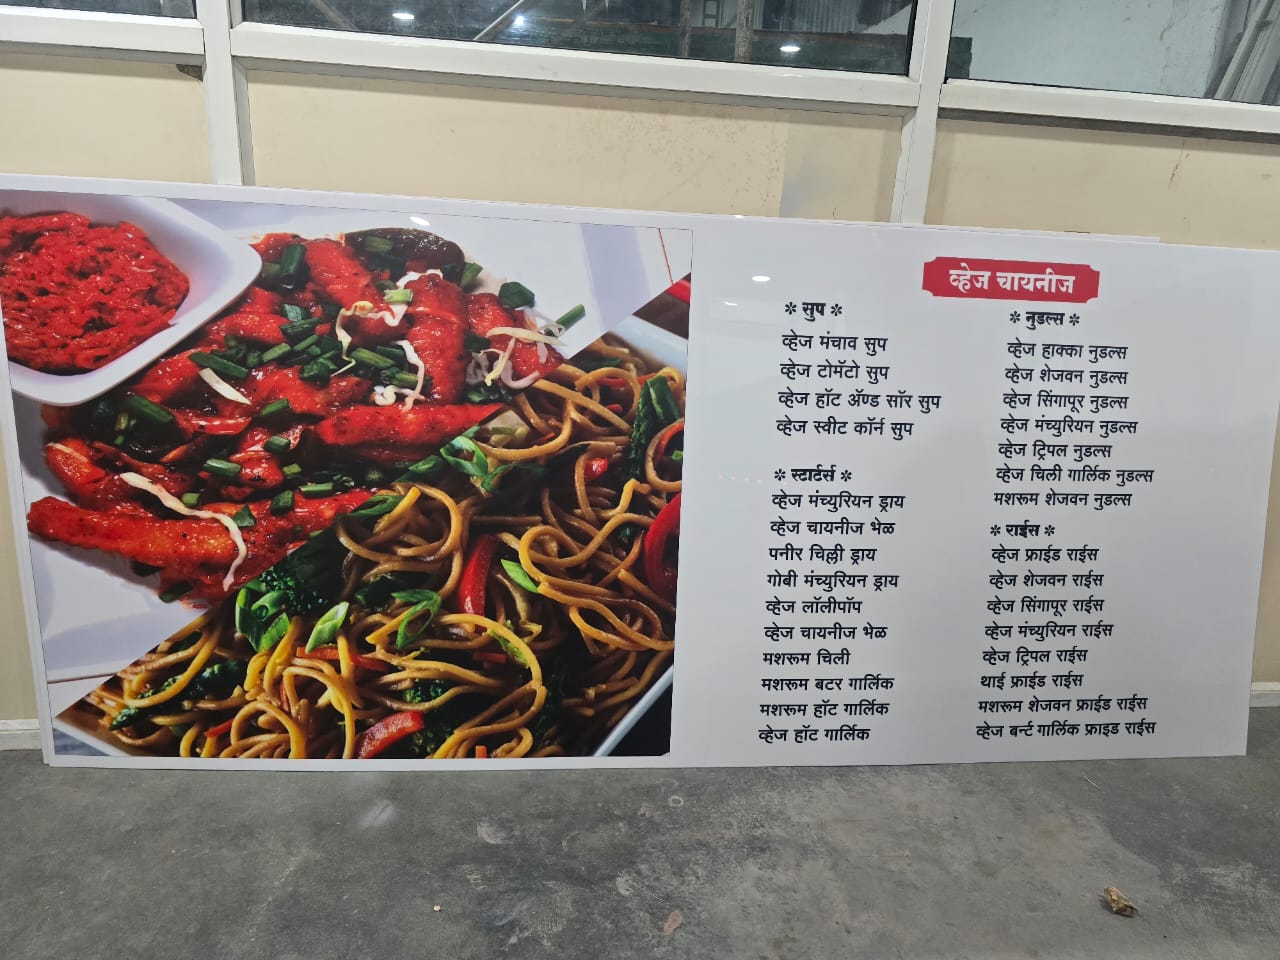 व्हेज चायनीज
* सुप *
व्हेज मंचाव सुप
व्हेज टोमॅटो सुप
व्हेज हॉट ॲण्ड सॉर सुप
व्हेज स्वीट कॉर्न सुप
* स्टार्टर्स *
व्हेज मंच्युरियन ड्राय
व्हेज चायनीज भेळ
पनीर चिल्ली ड्राय
गोबी मंच्युरियन ड्राय
व्हेज लॉलीपॉप
व्हेज चायनीज भेळ
मशरूम चिली
मशरूम बटर गार्लिक
मशरूम हॉट गार्लिक
व्हेज हॉट गार्लिक
* नुडल्स *
व्हेज हाक्का नुडल्स
व्हेज शेजवन नुडल्स
व्हेज सिंगापूर नुडल्स
व्हेज मंच्युरियन नुडल्स
व्हेज ट्रिपल नुडल्स
व्हेज चिली गार्लिक नुडल्स
मशरूम शेजवन नुडल्स
* राईस *
व्हेज फ्राईड राईस
व्हेज शेजवन राईस
व्हेज सिंगापूर राईस
व्हेज मंच्युरियन राईस
व्हेज ट्रिपल राईस
थाई फ्राईड राईस
मशरूम शेजवन फ्राईड राईस
व्हेज बर्न्ट गार्लिक फ्राइड राईस